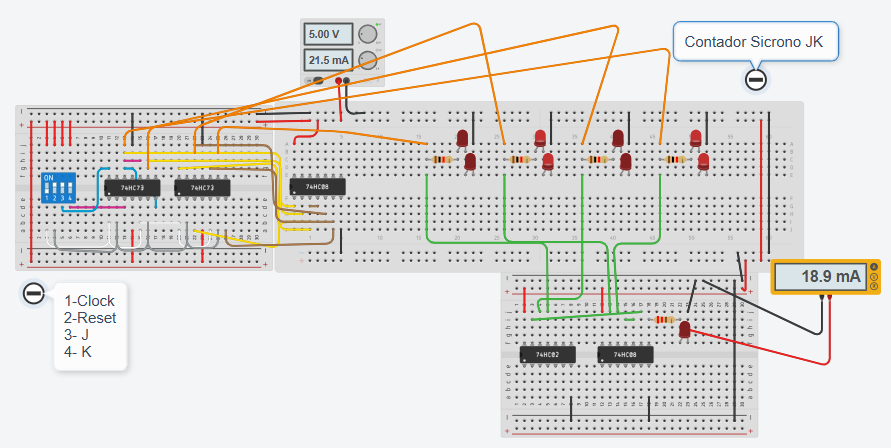 5.00 V
21.5 mA
Contador Sicrono JK
ON
1 2 3 4
74HC73
74HC73
74HC08
18.9 mA
1-Clock
2-Reset
3- J
4- K
74HC02
74HC08